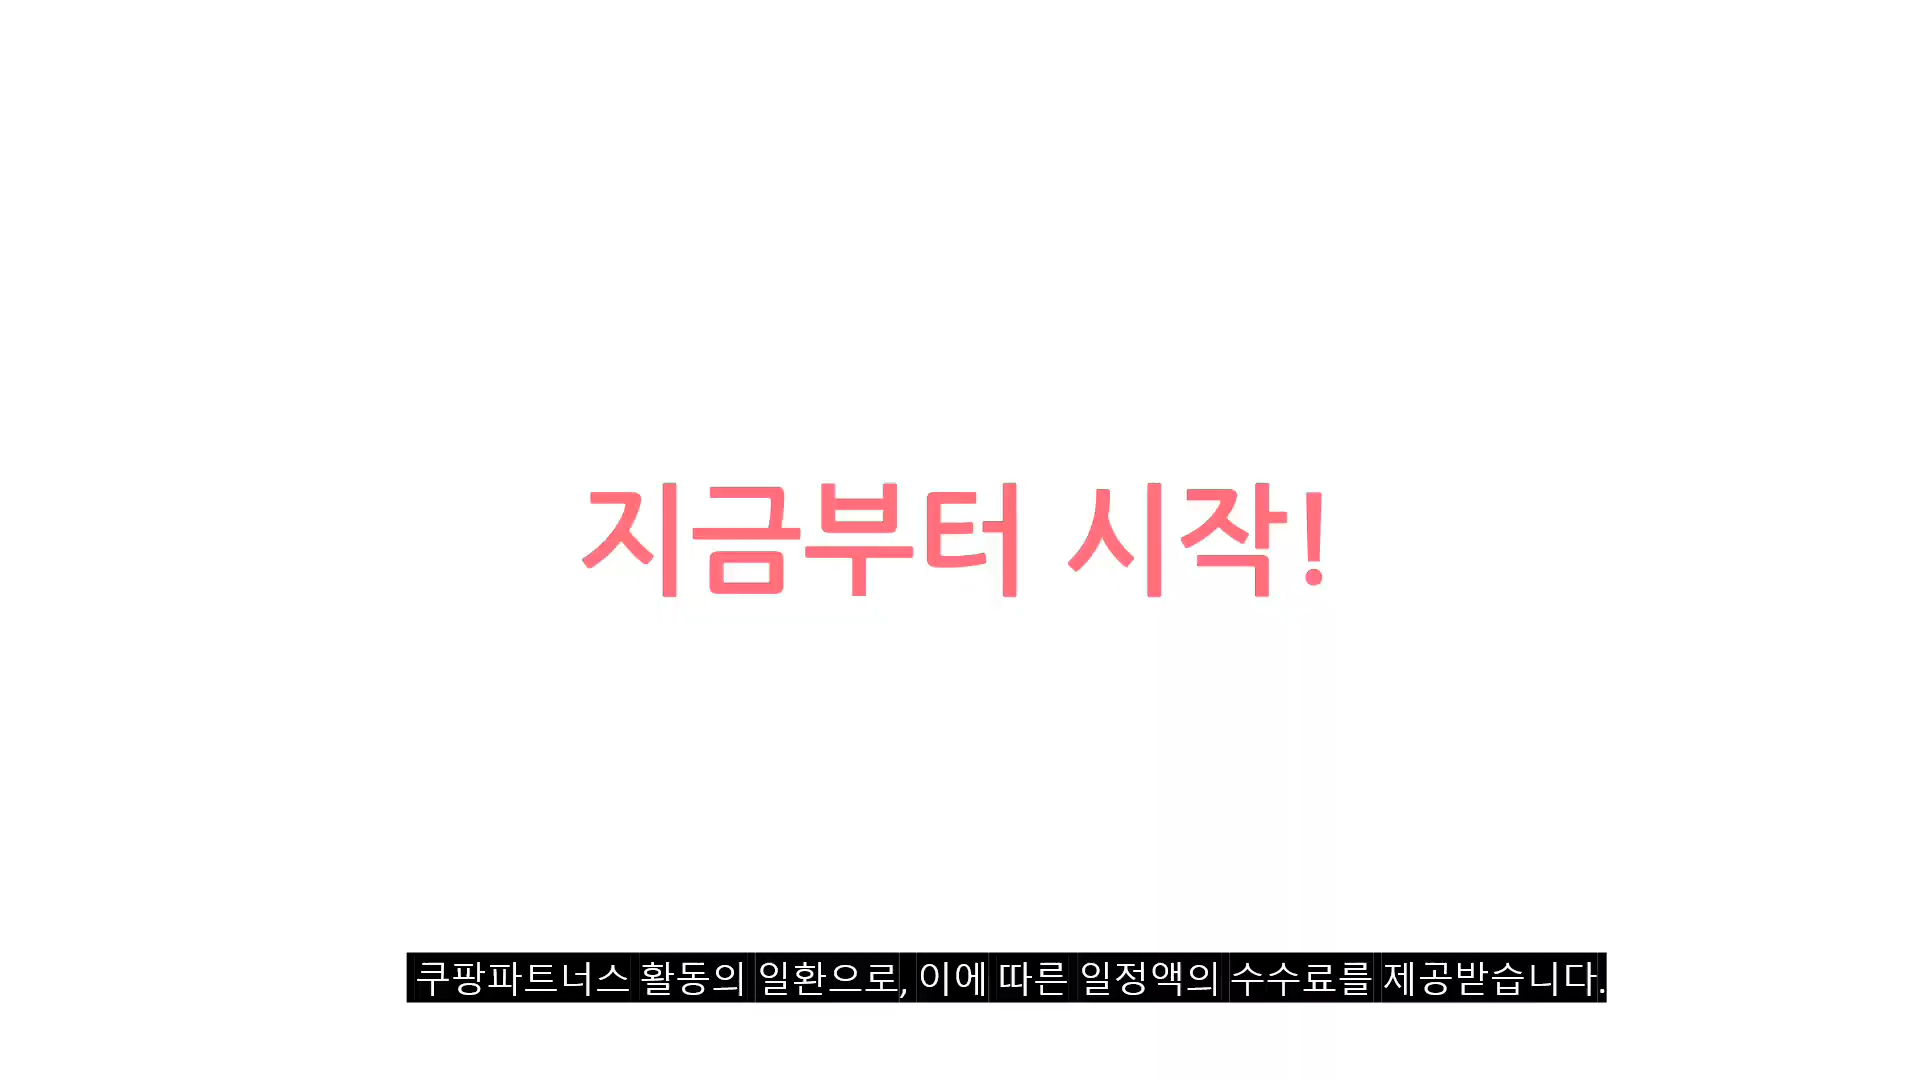 지금부터 시작!
쿠팡파트너스 활동의 일환으로, 이에 따른 일정액의 수수료를 제공받습니다.